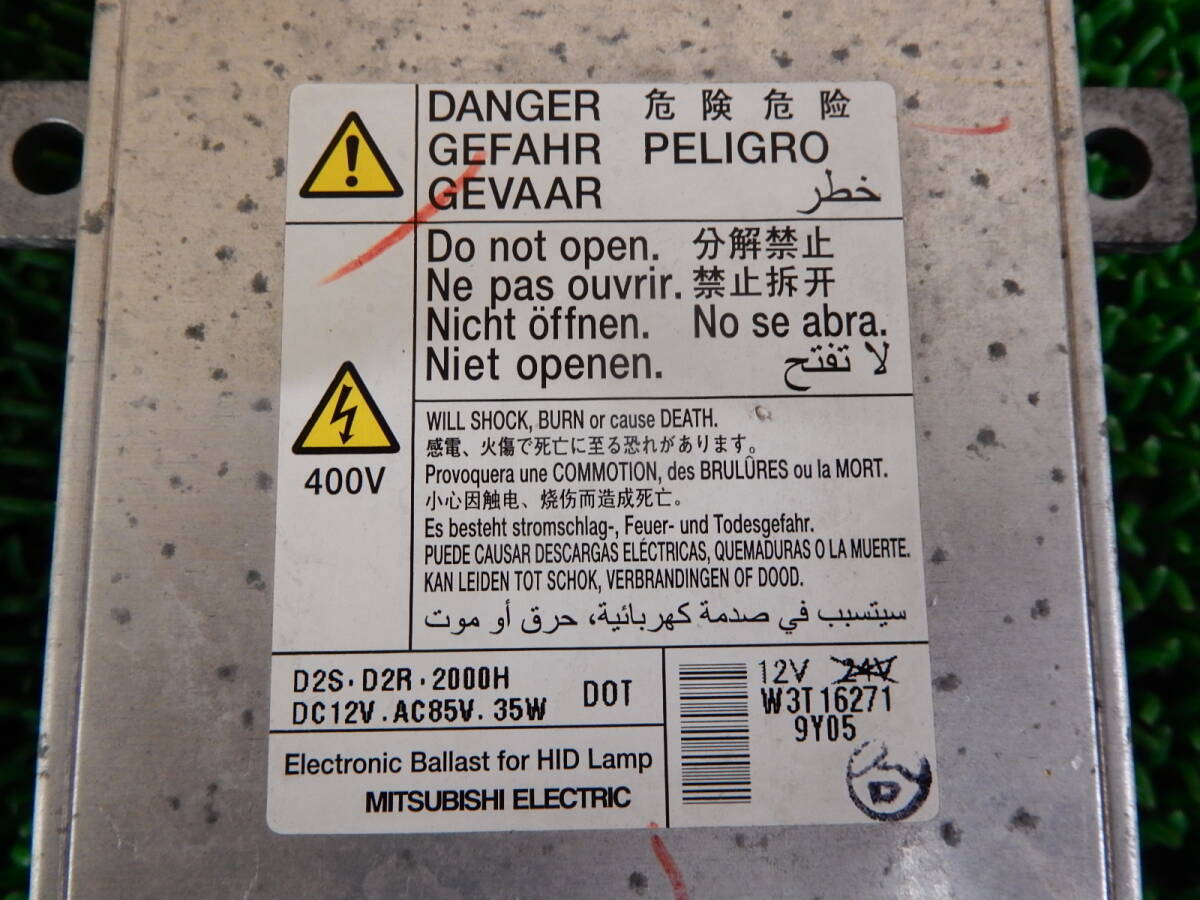 DANGER 危険危险
GEFAHR PELIGRO
GEVAAR خطر
Do not open. 分解禁止
Ne pas ouvrir. 禁止拆开
Nicht öffnen. No se abra.
Niet openen. لا تفتح
400V
WILL SHOCK, BURN or cause DEATH.
感電、火傷で死亡に至る恐れがあります。
Provoquera une COMMOTION, des BRULÛRES ou la MORT.
小心因触电、烧伤而造成死亡。
Es besteht stromschlag-, Feuer- und Todesgefahr.
PUEDE CAUSAR DESCARGAS ELÉCTRICAS, QUEMADURAS O LA MUERTE.
KAN LEIDEN TOT SCHOK, VERBRANDINGEN OF DOOD.
سيتسبب في صدمة كهربائية، حرق أو موت
D2S·D2R·2000H
DC12V.AC85V.35W
DOT
Electronic Ballast for HID Lamp
MITSUBISHI ELECTRIC
12V 24V
W3T16271
9Y05